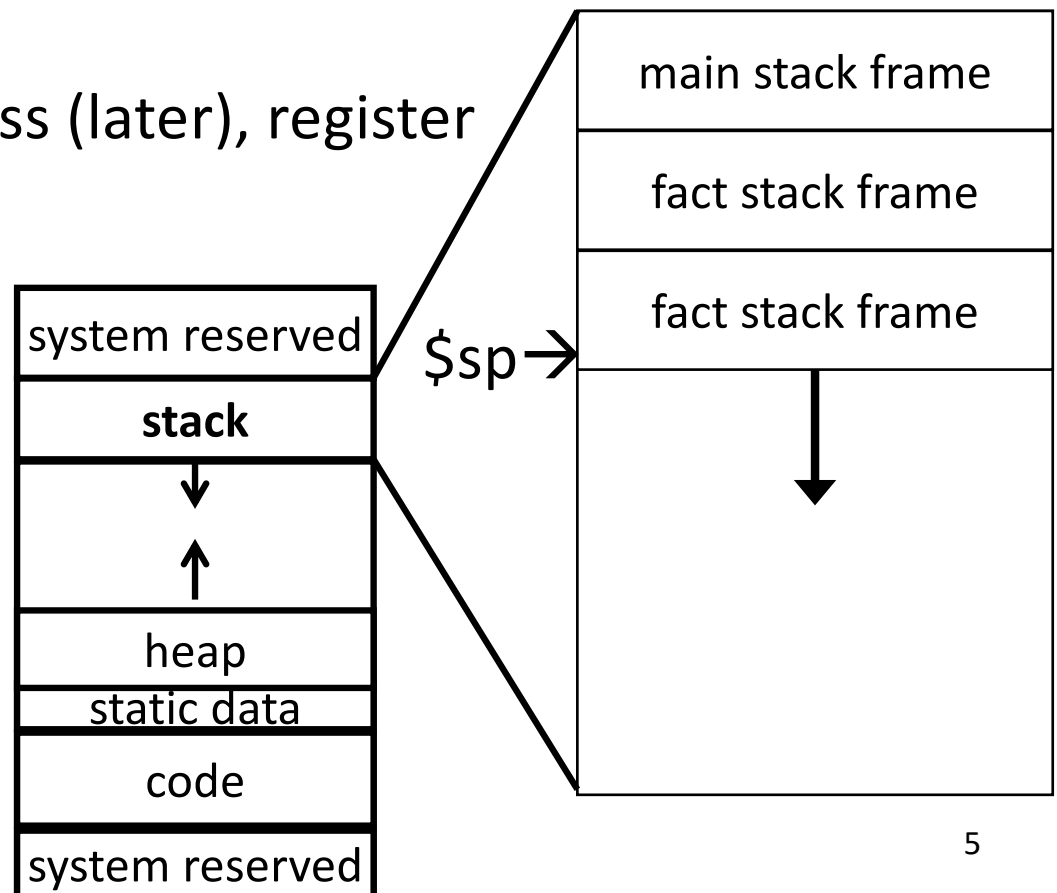 ss (later), register
main stack frame
fact stack frame
fact stack frame
$sp→
system reserved
stack
heap
static data
code
system reserved
5